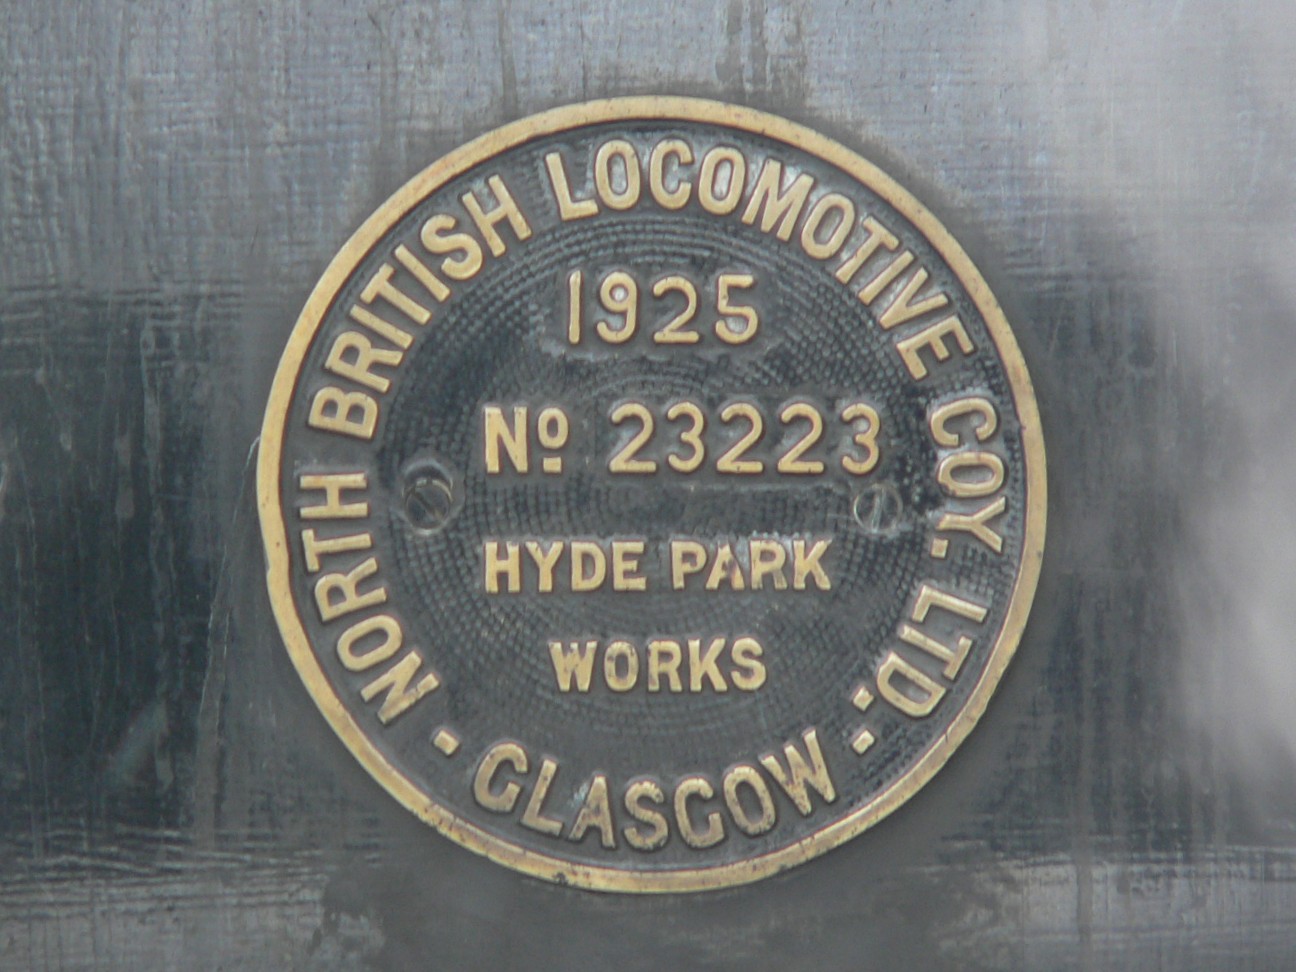 NORTH BRITISH LOCOMOTIVE COY. LTD.
1925
Nº 23223
HYDE PARK
WORKS
- GLASGOW -